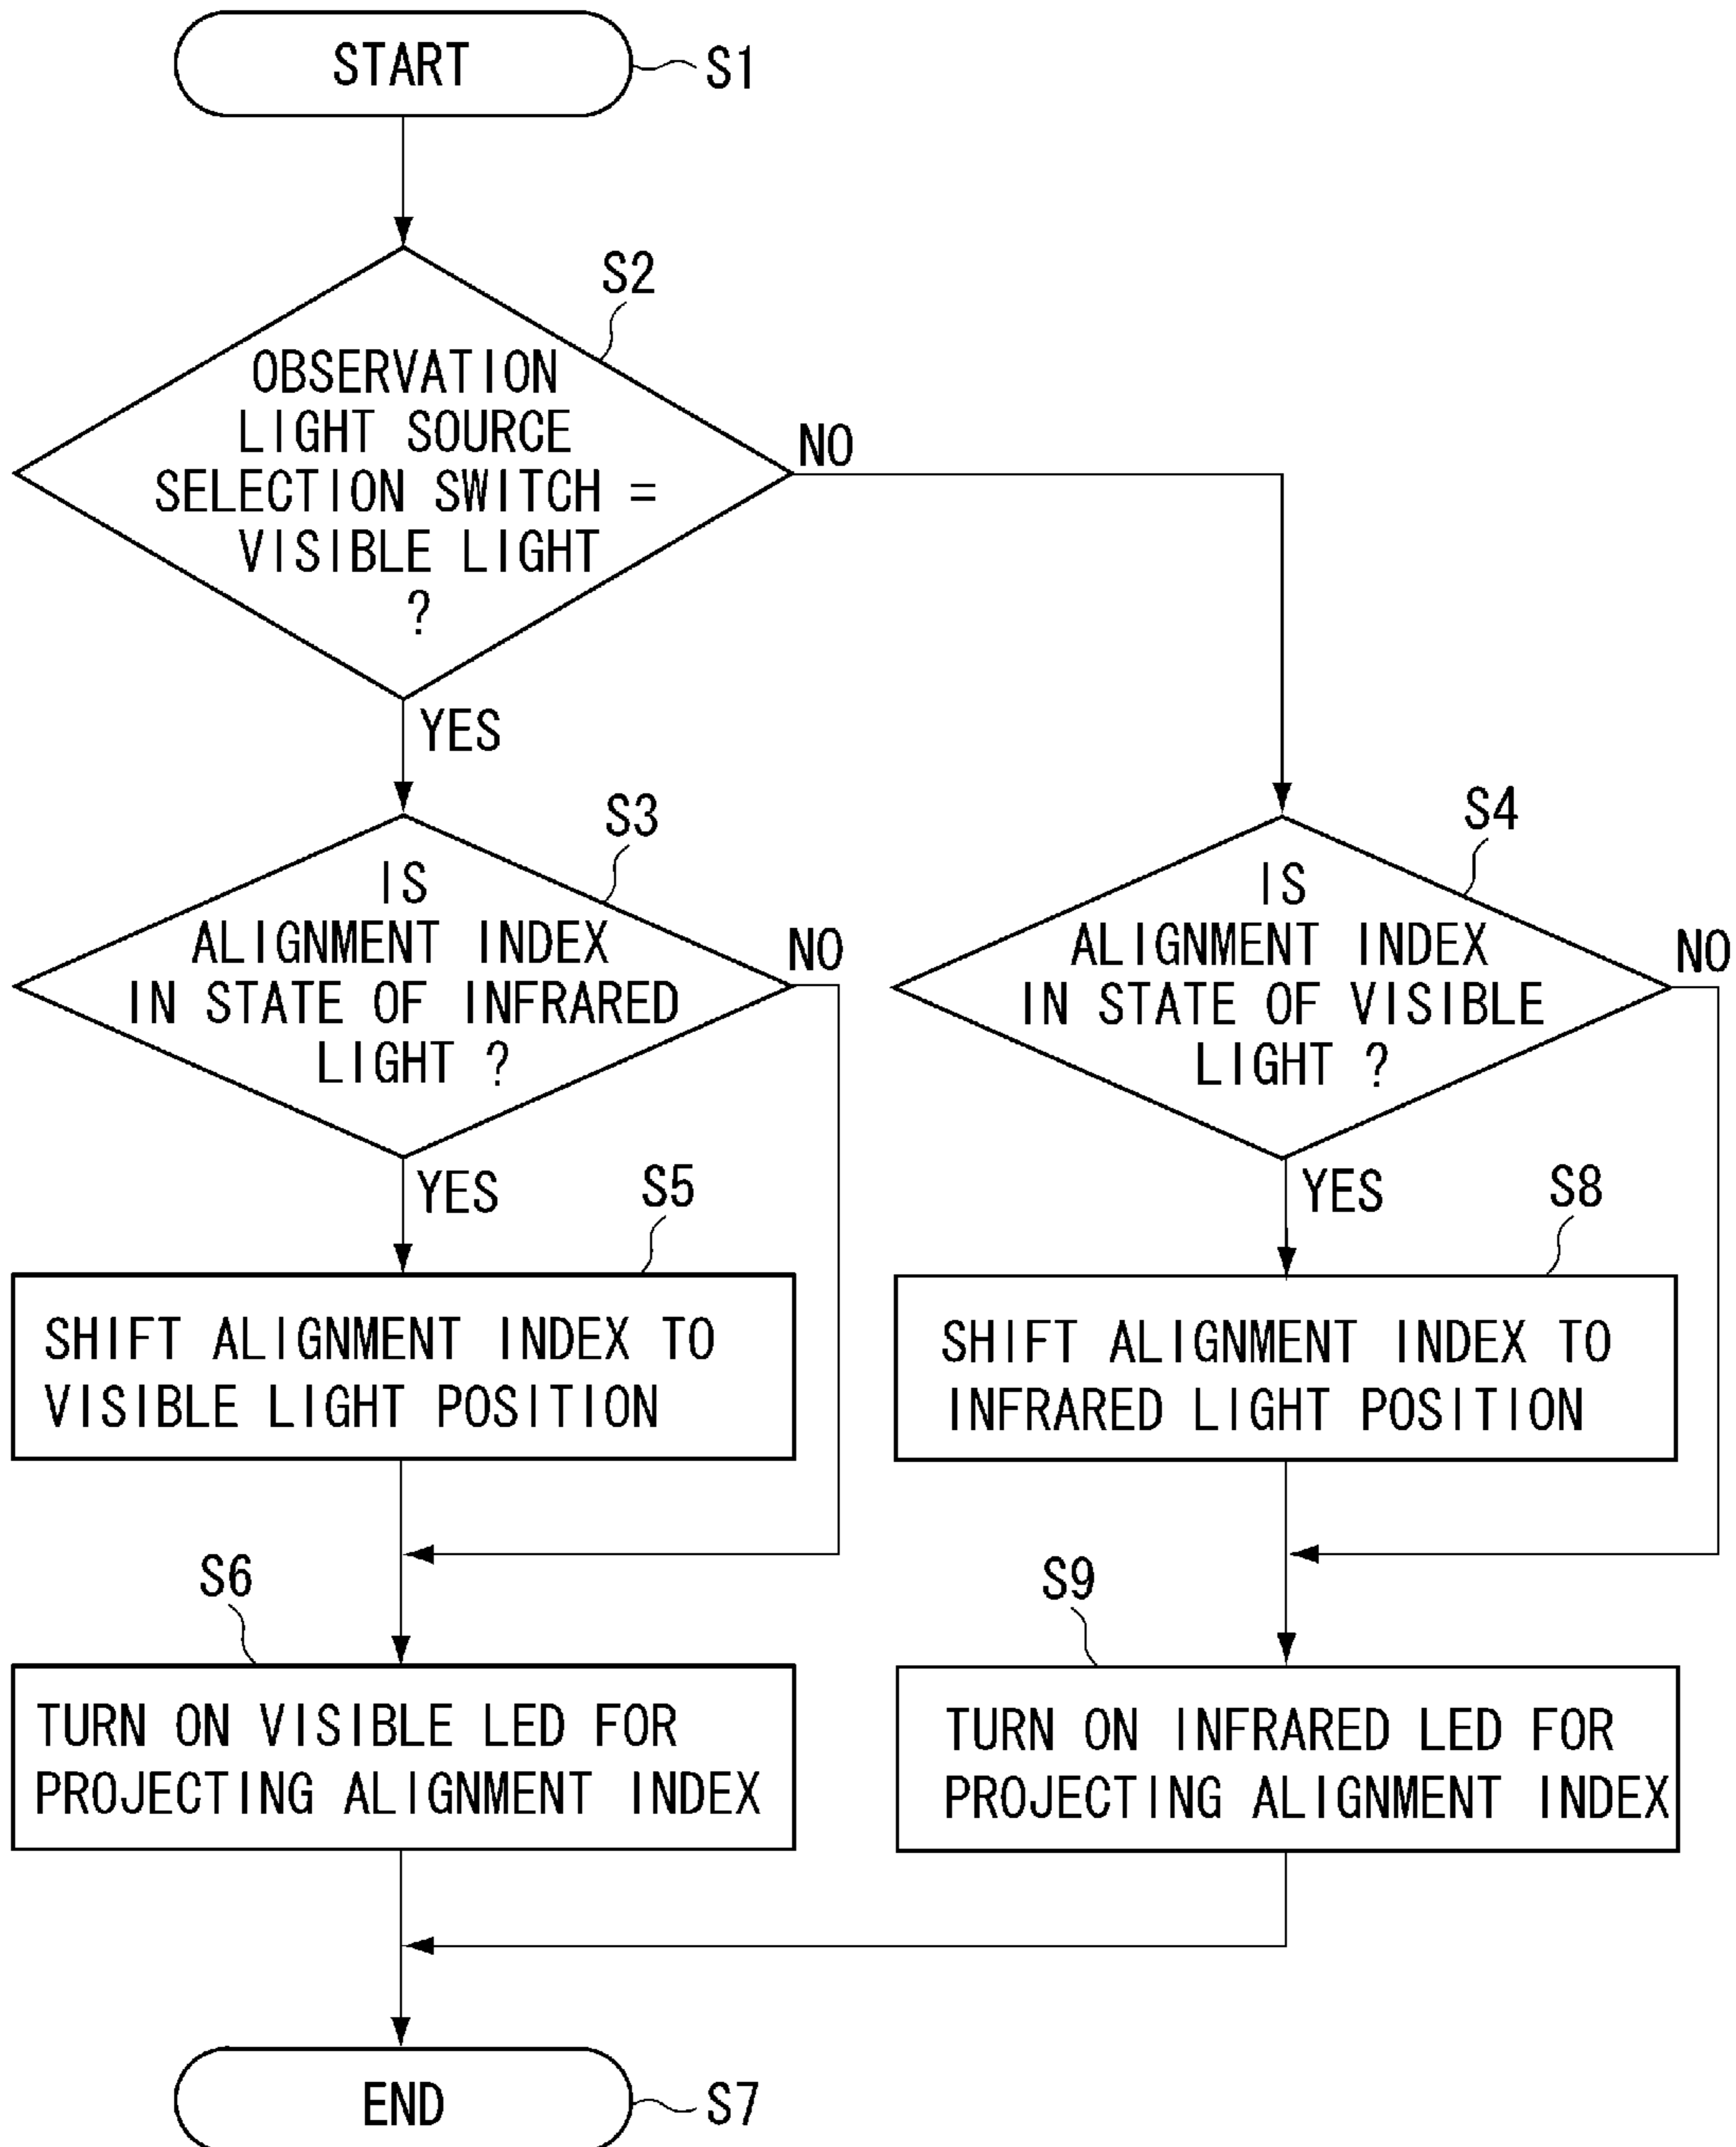 START
S1
S2
OBSERVATION
LIGHT SOURCE
SELECTION SWITCH =
VISIBLE LIGHT
?
NO
YES
S3
IS
ALIGNMENT INDEX
IN STATE OF INFRARED
LIGHT ?
NO
YES
S4
IS
ALIGNMENT INDEX
IN STATE OF VISIBLE
LIGHT ?
NO
YES
S5
SHIFT ALIGNMENT INDEX TO
VISIBLE LIGHT POSITION
S8
SHIFT ALIGNMENT INDEX TO
INFRARED LIGHT POSITION
S6
TURN ON VISIBLE LED FOR
PROJECTING ALIGNMENT INDEX
S9
TURN ON INFRARED LED FOR
PROJECTING ALIGNMENT INDEX
END
S7